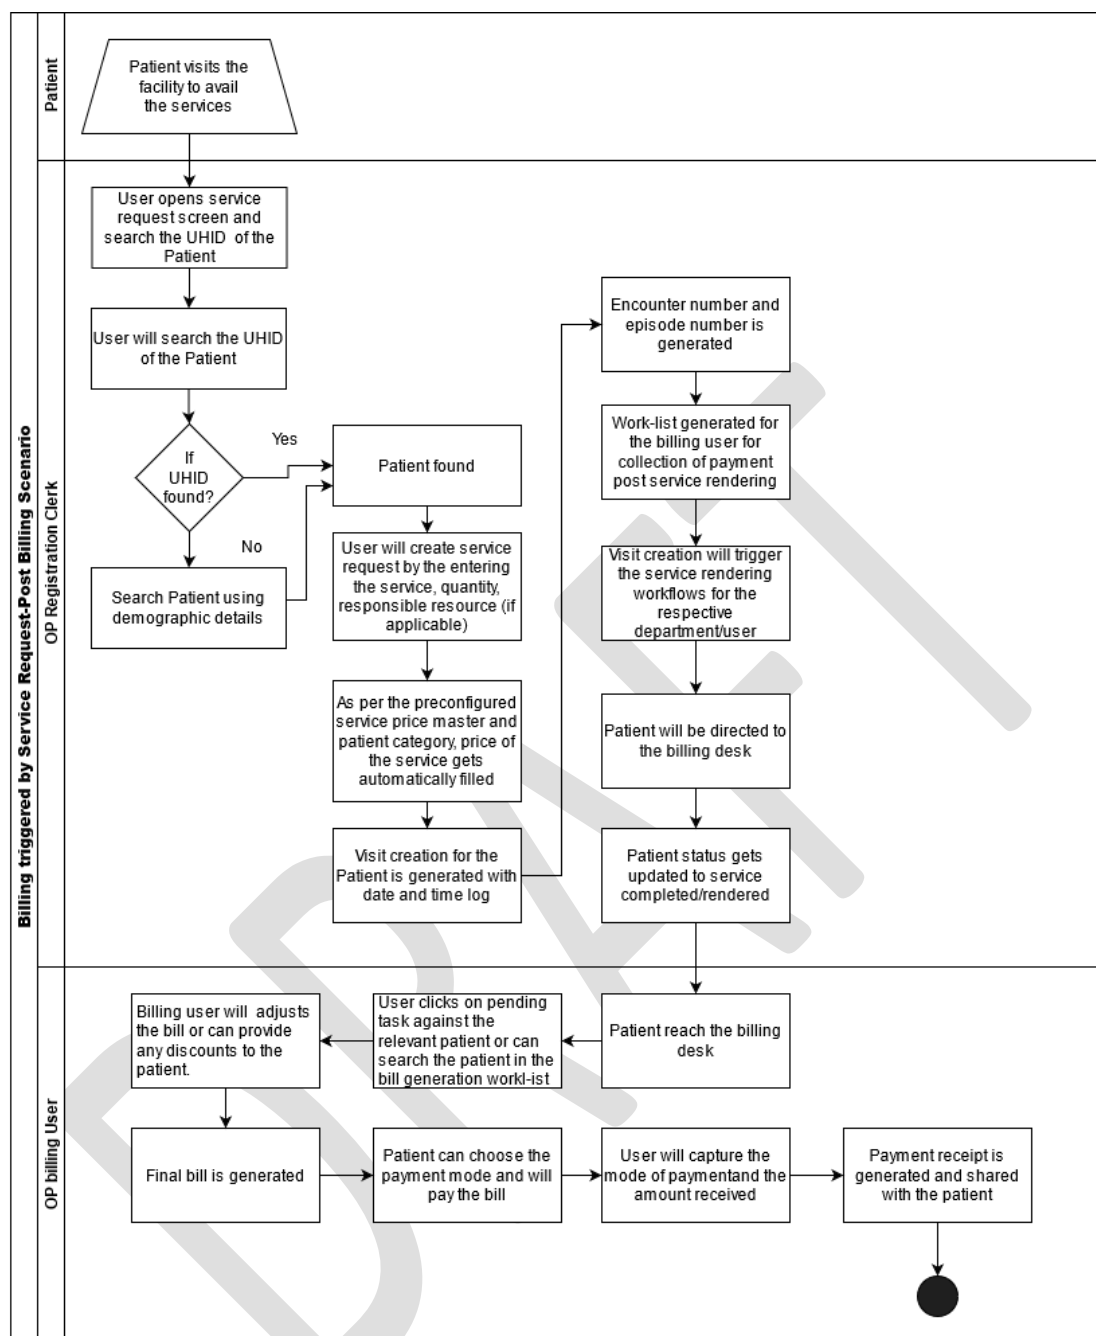 Billing triggered by Service Request-Post Billing Scenario
Patient
Patient visits the
facility to avail
the services
OP Registration Clerk
User opens service
request screen and
search the UHID of the
Patient
User will search the UHID
of the Patient
If
UHID
found?
Yes
No
Search Patient using
demographic details
Patient found
User will create service
request by the entering
the service, quantity,
responsible resource (if
applicable)
As per the preconfigured
service price master and
patient category, price of
the service gets
automatically filled
Visit creation for the
Patient is generated with
date and time log
Encounter number and
episode number is
generated
Work-list generated for
the billing user for
collection of payment
post service rendering
Visit creation will trigger
the service rendering
workflows for the
respective
department/user
Patient will be directed to
the billing desk
Patient status gets
updated to service
completed/rendered
OP billing User
Patient reach the billing
desk
User clicks on pending
task against the
relevant patient or can
search the patient in the
bill generation workl-ist
Billing user will adjusts
the bill or can provide
any discounts to the
patient.
Final bill is generated
Patient can choose the
payment mode and will
pay the bill
User will capture the
mode of paymentand the
amount received
Payment receipt is
generated and shared
with the patient
DRAFT